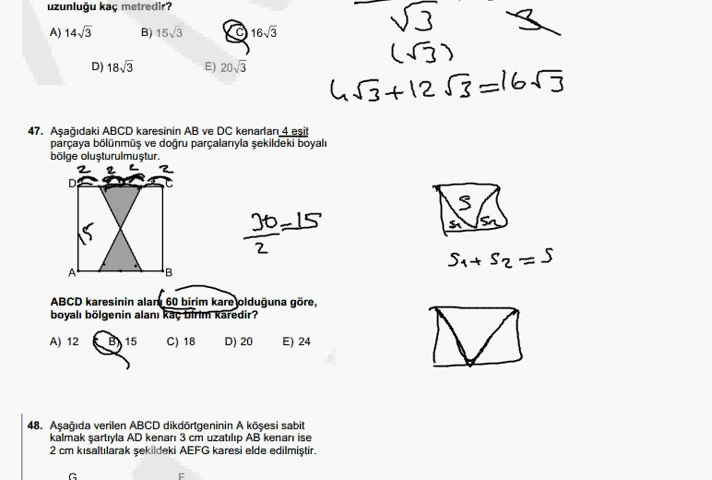 uzunluğu kaç metredir?
A) 14√3 B) 15√3 C) 16√3
D) 18√3 E) 20√3
√3
(√3)
4√3+12√3=16√3
47. Aşağıdaki ABCD karesinin AB ve DC kenarları 4 eşit
parçaya bölünmüş ve doğru parçalarıyla şekildeki boyalı
bölge oluşturulmuştur.
2 2 2 2
D C
15
A B
30/2=15
S
S1 S2
S1+S2=S
ABCD karesinin alanı 60 birim kare olduğuna göre,
boyalı bölgenin alanı kaç birim karedir?
A) 12 B) 15 C) 18 D) 20 E) 24
48. Aşağıda verilen ABCD dikdörtgeninin A köşesi sabit
kalmak şartıyla AD kenarı 3 cm uzatılıp AB kenarı ise
2 cm kısaltılarak şekildeki AEFG karesi elde edilmiştir.
G F